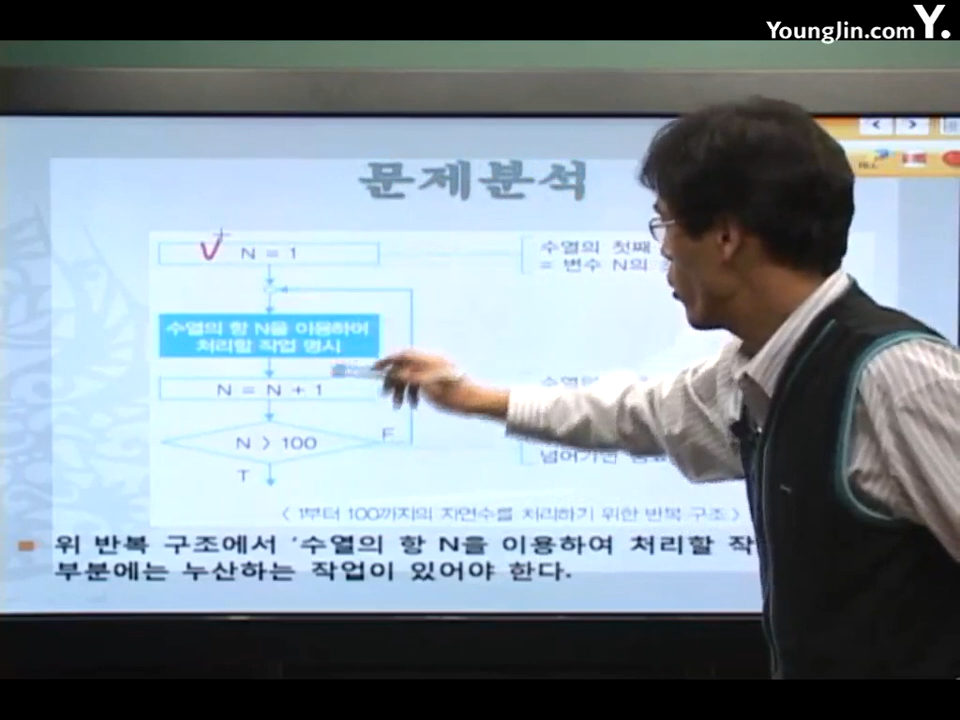 YoungJin.com Y.
문제분석
N = 1
수열의 첫째
= 변수 N의
수열의 항 N을 이용하여
처리할 작업 명시
N = N + 1
N > 100
F
T
넘어가면
< 1부터 100까지의 자연수를 처리하기 위한 반복 구조 >
위 반복 구조에서 '수열의 항 N을 이용하여 처리할 작
부분에는 누산하는 작업이 있어야 한다.